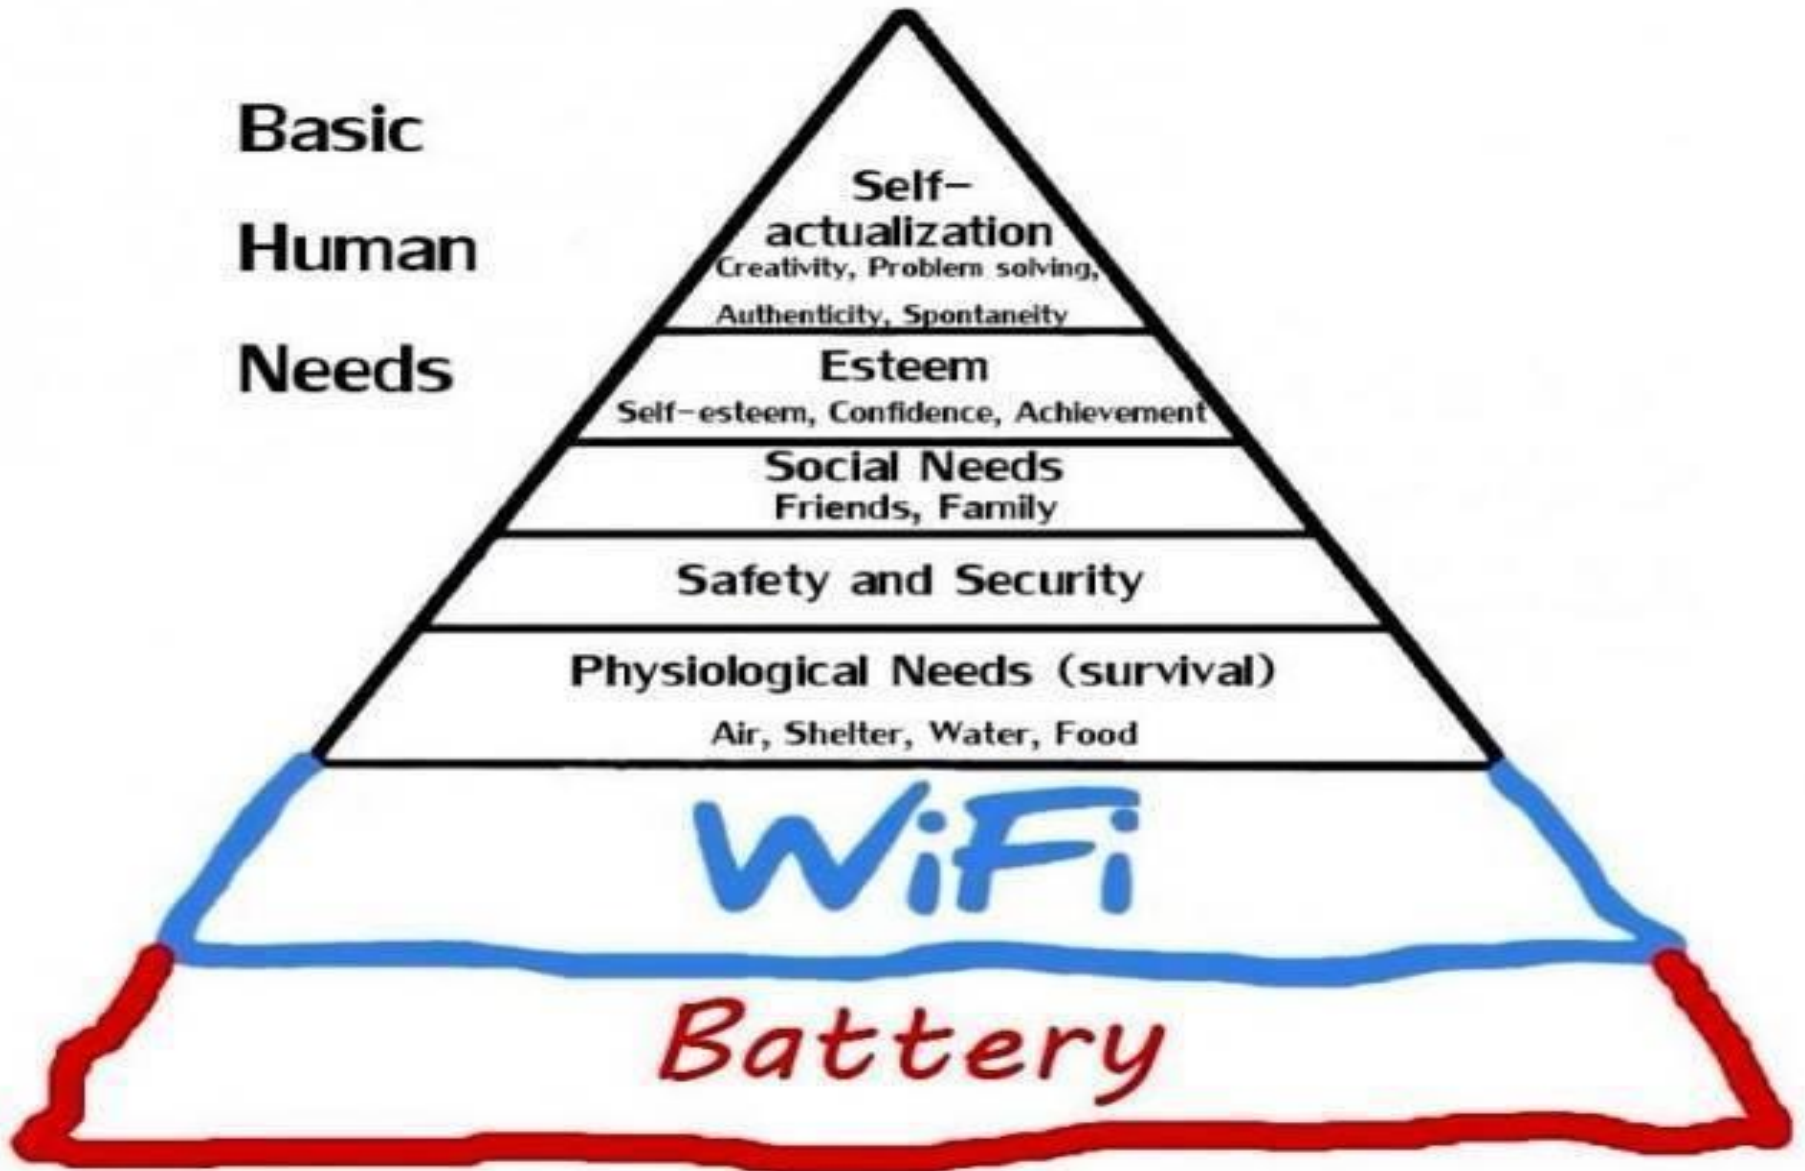 Basic
Human
Needs
Self-
actualization
Creativity, Problem solving,
Authenticity, Spontaneity
Esteem
Self-esteem, Confidence, Achievement
Social Needs
Friends, Family
Safety and Security
Physiological Needs (survival)
Air, Shelter, Water, Food
WiFi
Battery